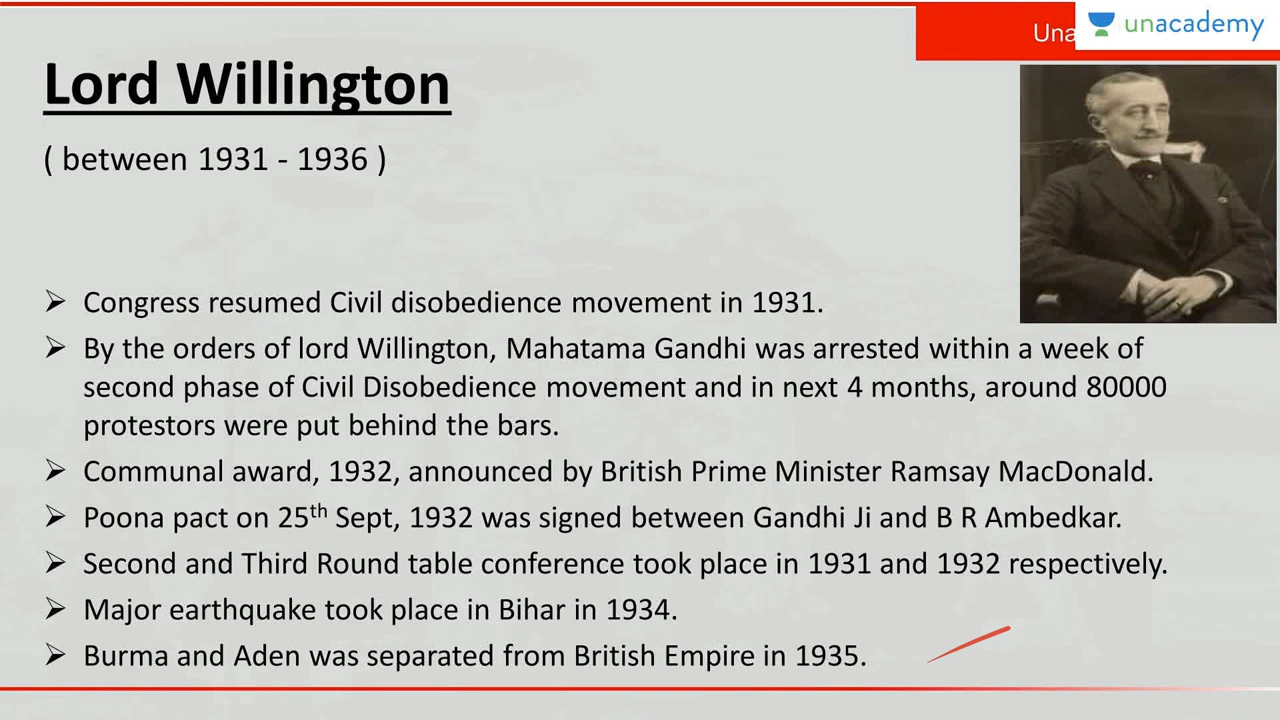 Una
unacademy
Lord Willington
( between 1931 - 1936 )
➢ Congress resumed Civil disobedience movement in 1931.
➢ By the orders of lord Willington, Mahatama Gandhi was arrested within a week of
second phase of Civil Disobedience movement and in next 4 months, around 80000
protestors were put behind the bars.
➢ Communal award, 1932, announced by British Prime Minister Ramsay MacDonald.
➢ Poona pact on 25th Sept, 1932 was signed between Gandhi Ji and B R Ambedkar.
➢ Second and Third Round table conference took place in 1931 and 1932 respectively.
➢ Major earthquake took place in Bihar in 1934.
➢ Burma and Aden was separated from British Empire in 1935.